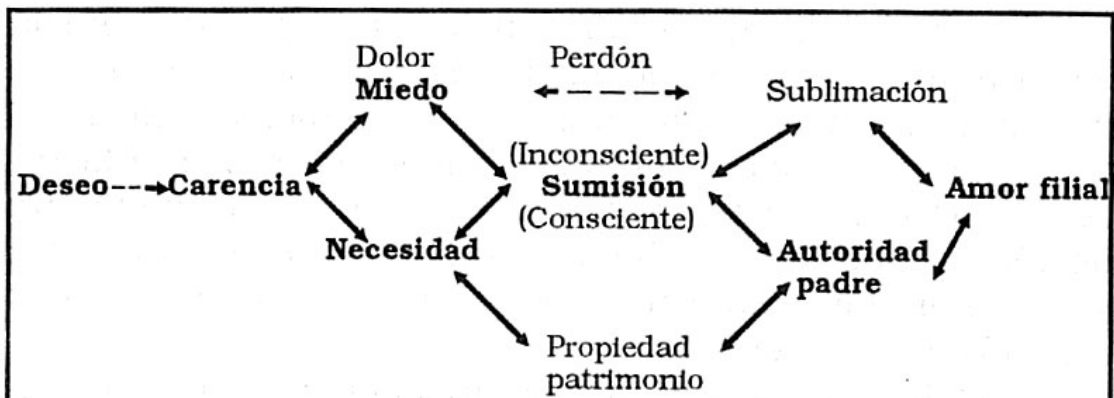 Dolor
Miedo
Perdón
Sublimación
(Inconsciente)
Deseo
Carencia
Sumisión
Amor filial
(Consciente)
Necesidad
Autoridad
padre
Propiedad
patrimonio